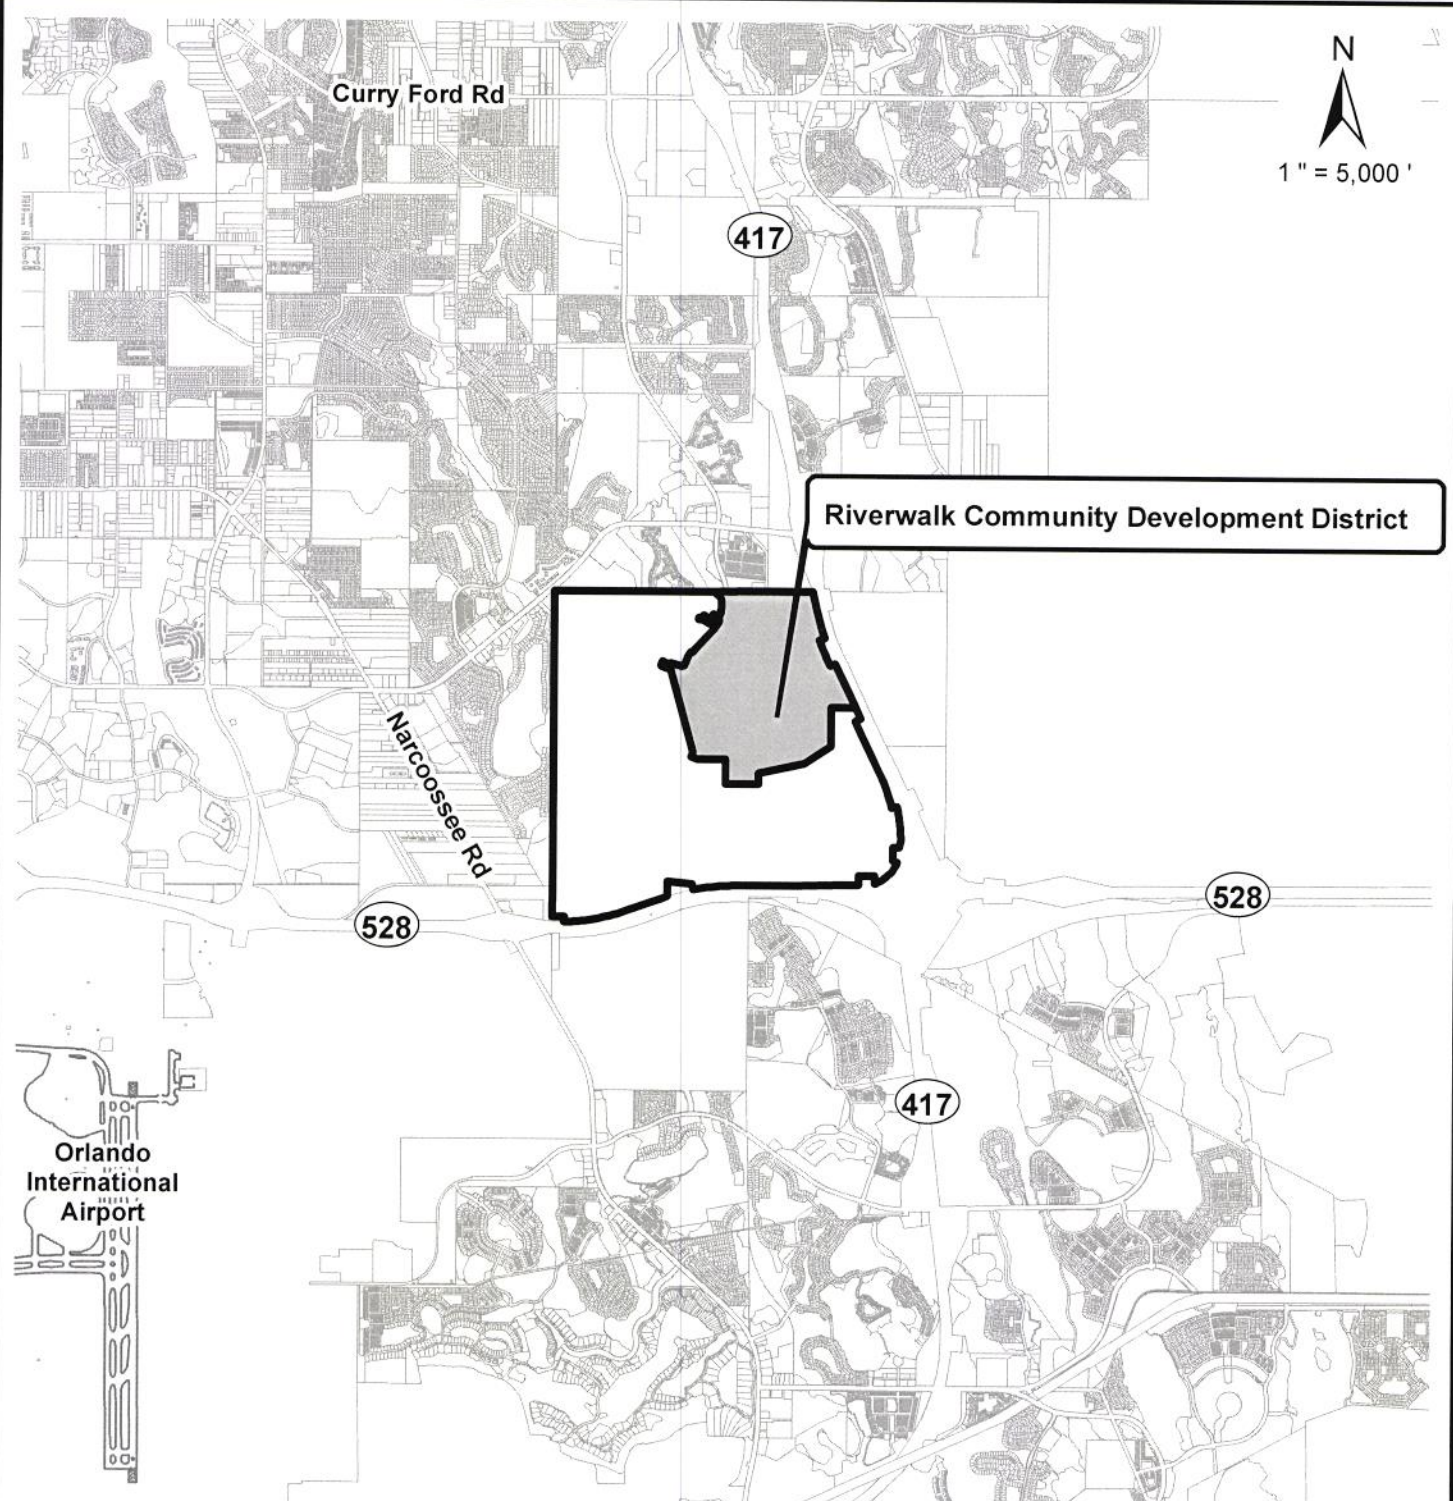 Curry Ford Rd
N
1 " = 5,000 '
417
Riverwalk Community Development District
Narcoossee Rd
528
528
417
Orlando
International
Airport